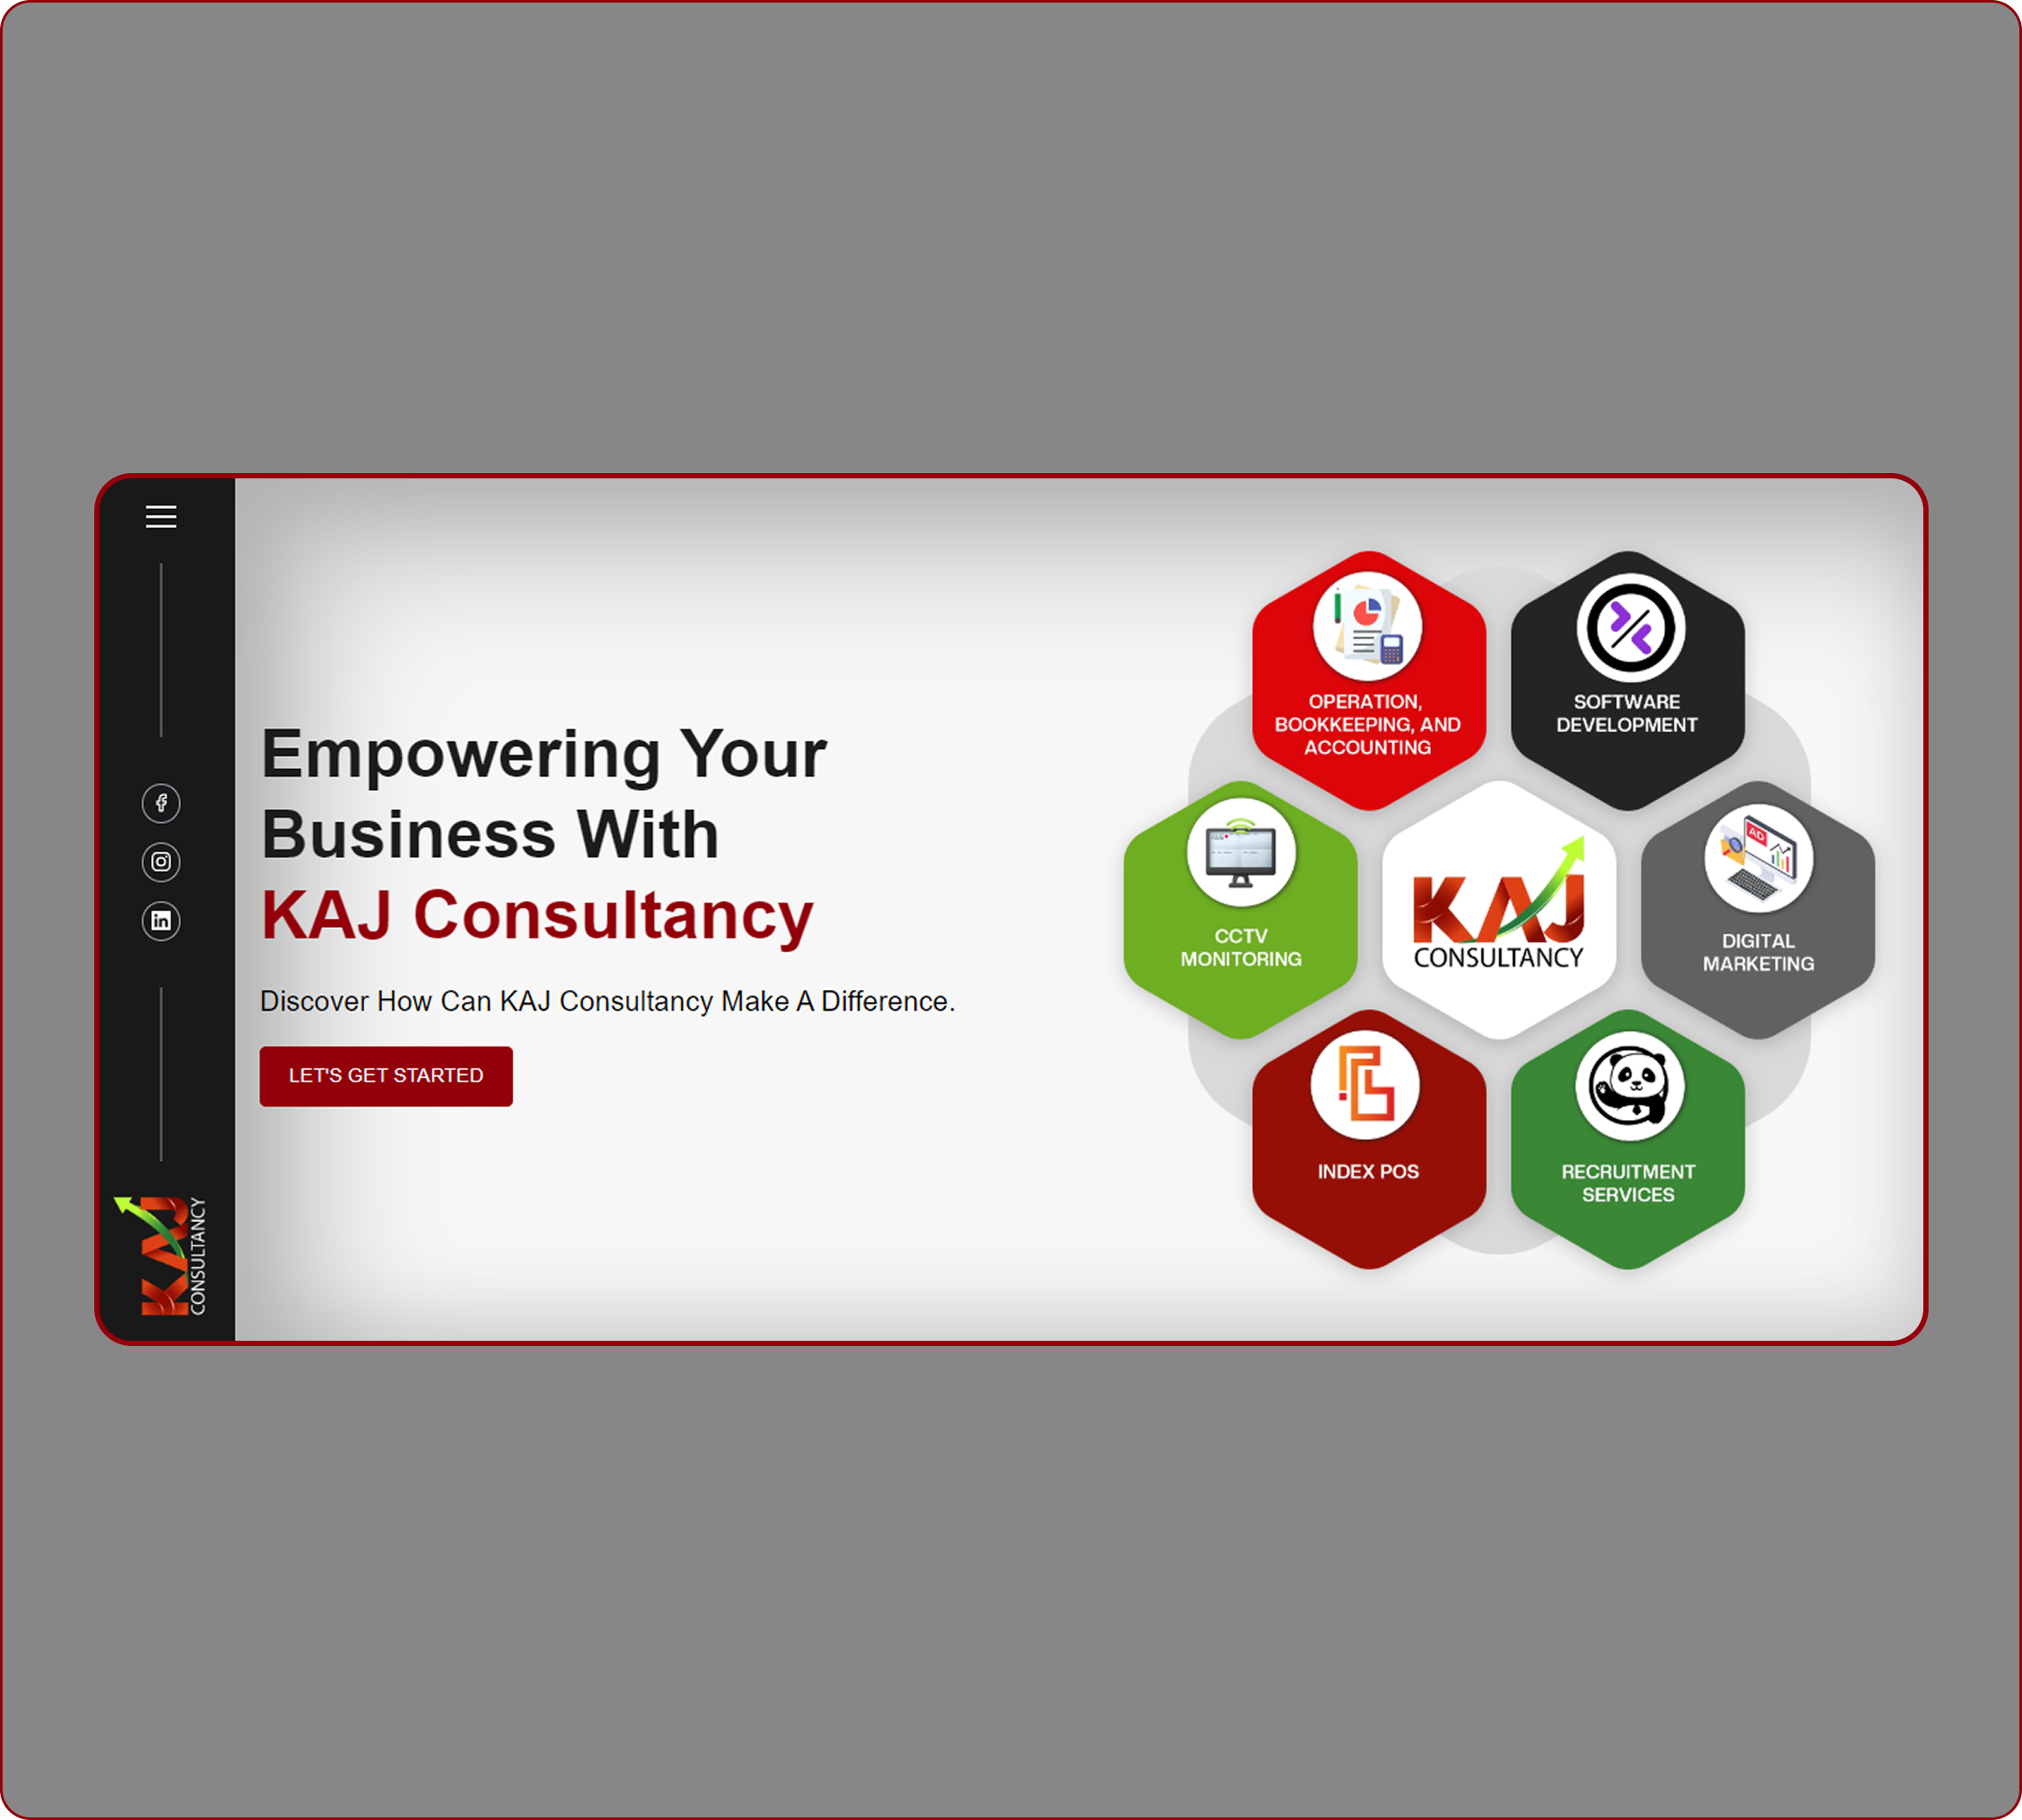 Empowering Your
Business With
KAJ Consultancy
Discover How Can KAJ Consultancy Make A Difference.
LET'S GET STARTED
OPERATION,
BOOKKEEPING, AND
ACCOUNTING
SOFTWARE
DEVELOPMENT
CCTV
MONITORING
KAJ
CONSULTANCY
AD
DIGITAL
MARKETING
INDEX POS
RECRUITMENT
SERVICES
KAJ
CONSULTANCY